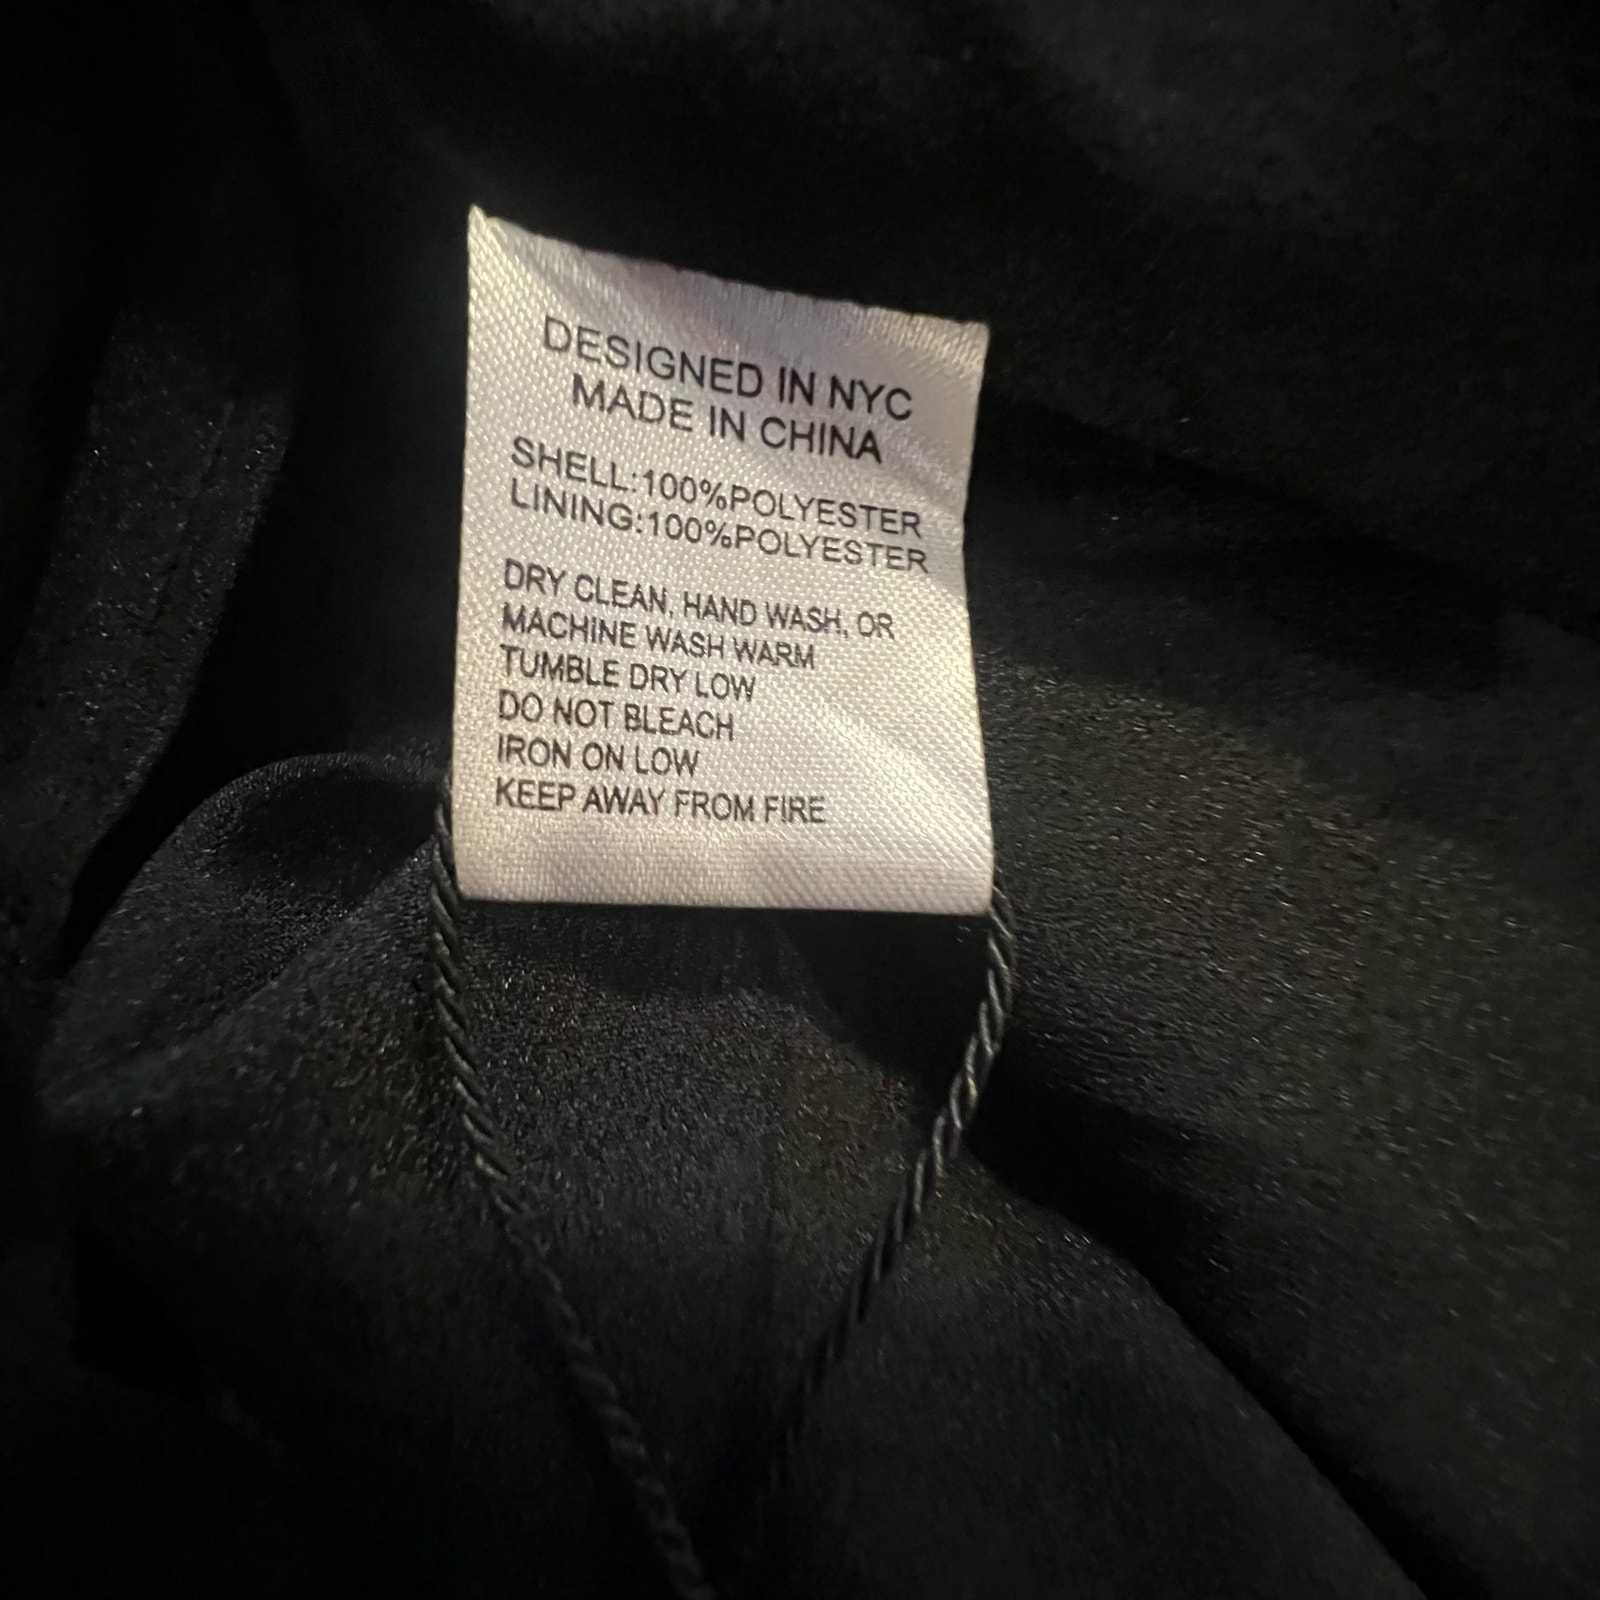 DESIGNED IN NYC
MADE IN CHINA
SHELL:100%POLYESTER
LINING:100%POLYESTER
DRY CLEAN, HAND WASH, OR
MACHINE WASH WARM
TUMBLE DRY LOW
DO NOT BLEACH
IRON ON LOW
KEEP AWAY FROM FIRE